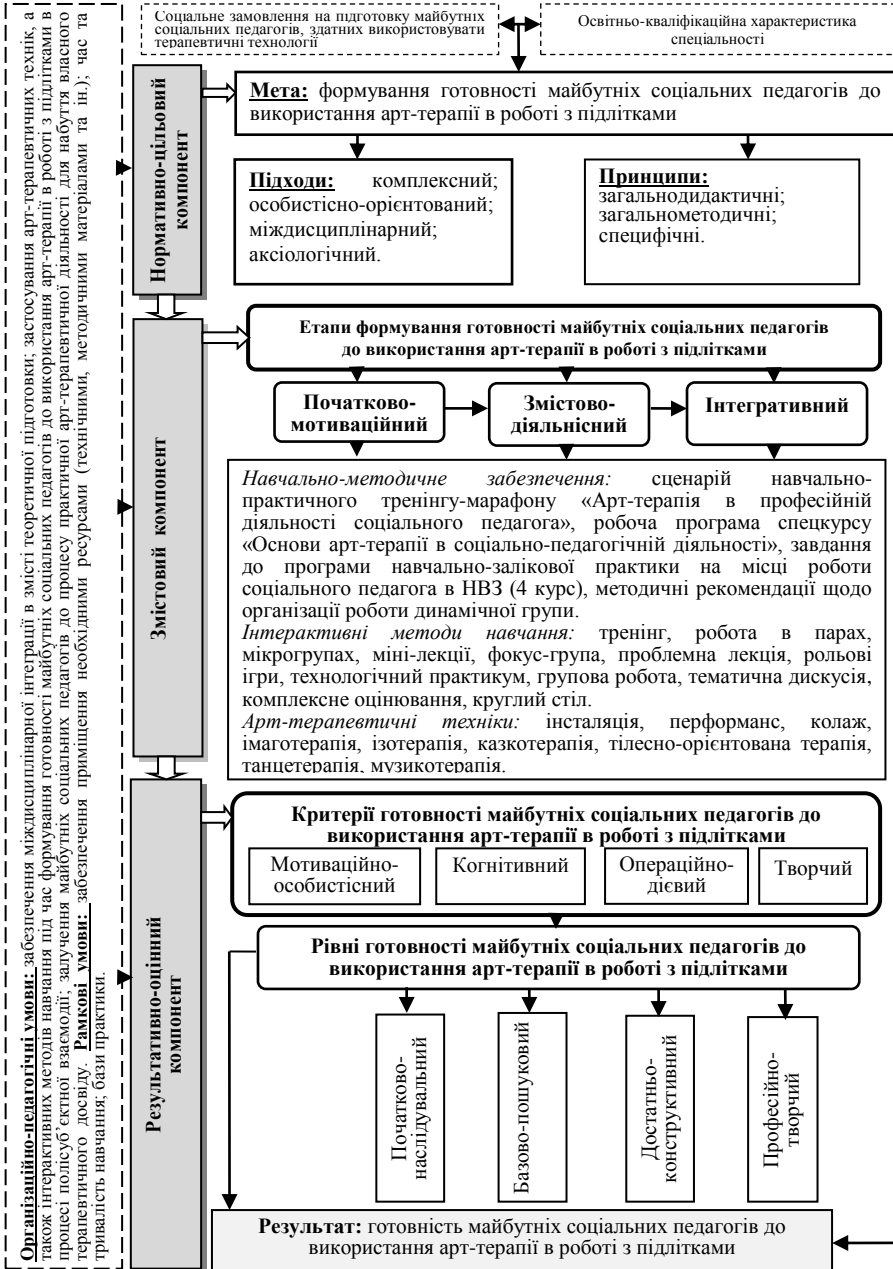 Соціальне замовлення на підготовку майбутніх
соціальних педагогів, здатних використовувати
терапевтичні технології
Освітньо-кваліфікаційна характеристика
спеціальності
Організаційно-педагогічні умови: забезпечення міждисциплінарної інтеграції в змісті теоретичної підготовки; застосування арт-терапевтичних технік, а
також інтерактивних методів навчання під час формування готовності майбутніх соціальних педагогів до використання арт-терапії в роботі з підлітками в
процесі полісуб’єктної взаємодії; залучення майбутніх соціальних педагогів до процесу практичної арт-терапевтичної діяльності для набуття власного
терапевтичного досвіду. Рамкові умови: забезпечення приміщення необхідними ресурсами (технічними, методичними матеріалами та ін.); час та
тривалість навчання; бази практики.
Нормативно-цільовий
компонент
Мета: формування готовності майбутніх соціальних педагогів до
використання арт-терапії в роботі з підлітками
Підходи: комплексний;
особистісно-орієнтований;
міждисциплінарний;
аксіологічний.
Принципи:
загальнодидактичні;
загальнометодичні;
специфічні.
Змістовий компонент
Етапи формування готовності майбутніх соціальних педагогів
до використання арт-терапії в роботі з підлітками
Початково-
мотиваційний
Змістово-
діяльнісний
Інтегративний
Навчально-методичне забезпечення: сценарій навчально-
практичного тренінгу-марафону «Арт-терапія в професійній
діяльності соціального педагога», робоча програма спецкурсу
«Основи арт-терапії в соціально-педагогічній діяльності», завдання
до програми навчально-залікової практики на місці роботи
соціального педагога в НВЗ (4 курс), методичні рекомендації щодо
організації роботи динамічної групи.
Інтерактивні методи навчання: тренінг, робота в парах,
мікрогрупах, міні-лекції, фокус-група, проблемна лекція, рольові
ігри, технологічний практикум, групова робота, тематична дискусія,
комплексне оцінювання, круглий стіл.
Арт-терапевтичні техніки: інсталяція, перформанс, колаж,
імаготерапія, ізотерапія, казкотерапія, тілесно-орієнтована терапія,
танцетерапія, музикотерапія.
Результативно-оцінний
компонент
Критерії готовності майбутніх соціальних педагогів до
використання арт-терапії в роботі з підлітками
Мотиваційно-
особистісний
Когнітивний
Операційно-
дієвий
Творчий
Рівні готовності майбутніх соціальних педагогів до
використання арт-терапії в роботі з підлітками
Початково-
наслідувальний
Базово-пошуковий
Достатньо-
конструктивний
Професійно-
творчий
Результат: готовність майбутніх соціальних педагогів до
використання арт-терапії в роботі з підлітками